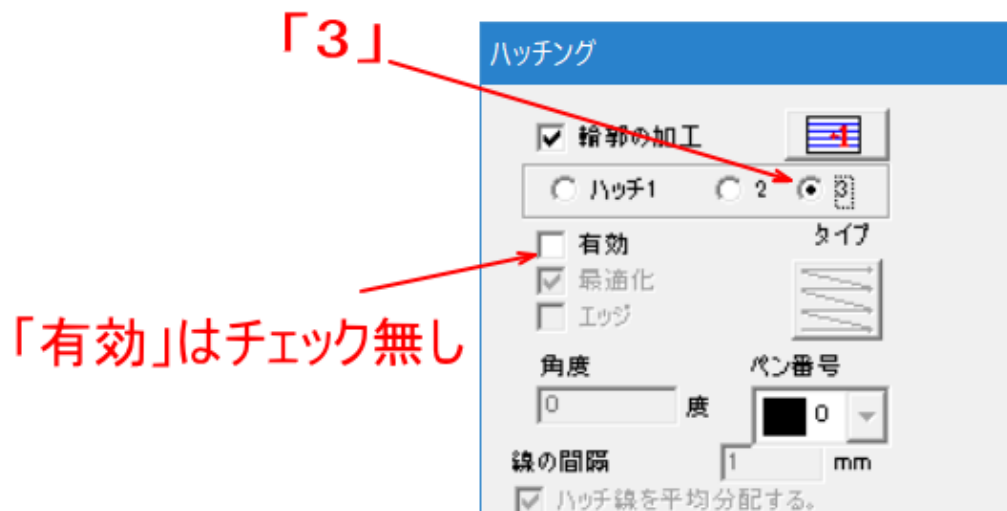 「３」
ハッチング
輪郭の加工
ハッチ1 2 3
有効
タイプ
最適化
エッジ
「有効」はチェック無し
角度 ペン番号
0 度 0
線の間隔 1 mm
ハッチ線を平均分配する。